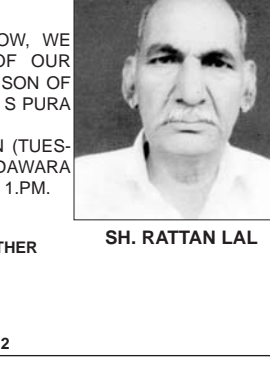 OW, WE
OF OUR
SON OF
S PURA
N (TUES-
DAWARA
1.PM.
SH. RATTAN LAL
THER
2